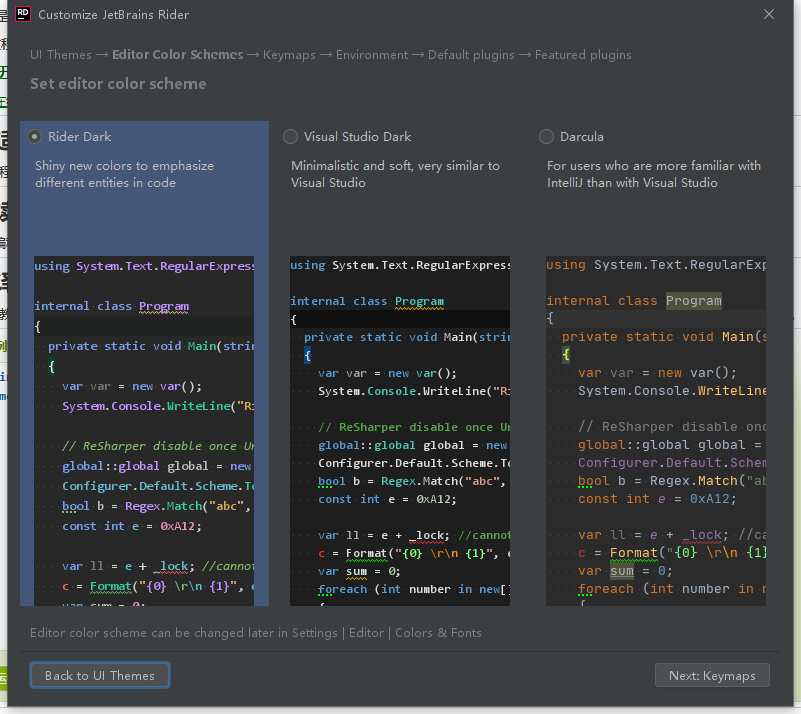 RD Customize JetBrains Rider
UI Themes → Editor Color Schemes → Keymaps → Environment → Default plugins → Featured plugins
Set editor color scheme
Rider Dark
Shiny new colors to emphasize
different entities in code
using System.Text.RegularExpress
internal class Program
{
private static void Main(strin
{
var var = new var();
System.Console.WriteLine("Ri
// ReSharper disable once Un
global::global global = new
Configurer.Default.Scheme.To
bool b = Regex.Match("abc",
const int e = 0xA12;
var ll = e + _lock; //cannot
c = Format("{0} \r\n {1}", e
var sum = 0;
Visual Studio Dark
Minimalistic and soft, very similar to
Visual Studio
using System.Text.RegularExpress
internal class Program
{
private static void Main(strin
{
var var = new var();
System.Console.WriteLine("Ri
// ReSharper disable once Un
global::global global = new
Configurer.Default.Scheme.To
bool b = Regex.Match("abc",
const int e = 0xA12;
var ll = e + _lock; //cannot
c = Format("{0} \r\n {1}", e
var sum = 0;
foreach (int number in new[]
{
Darcula
For users who are more familiar with
IntelliJ than with Visual Studio
using System.Text.RegularExp
internal class Program
{
private static void Main(s
{
var var = new var();
System.Console.WriteLine
// ReSharper disable onc
global::global global =
Configurer.Default.Schem
bool b = Regex.Match("ab
const int e = 0xA12;
var ll = e + _lock; //ca
c = Format("{0} \r\n {1}
var sum = 0;
foreach (int number in n
{
Editor color scheme can be changed later in Settings | Editor | Colors & Fonts
Back to UI Themes
Next: Keymaps